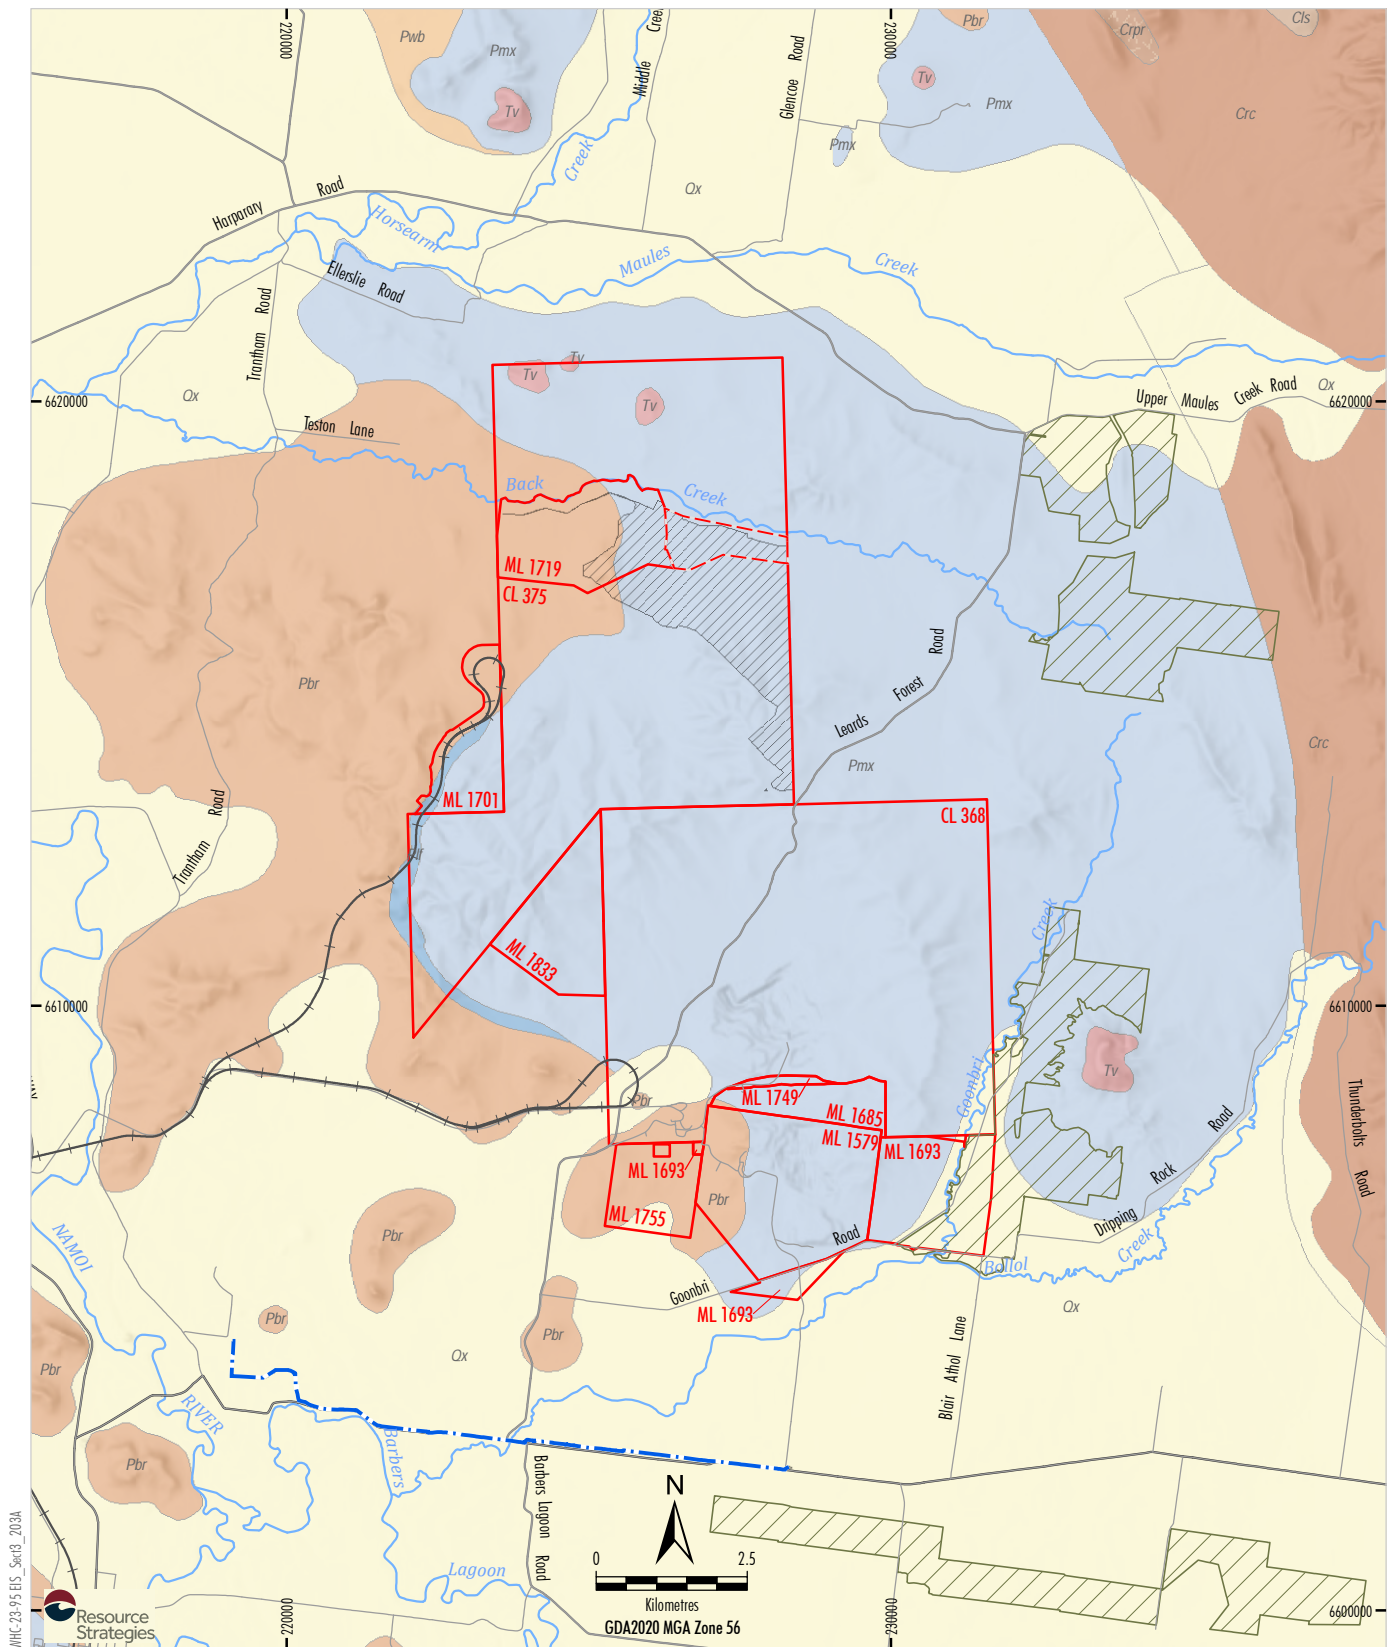 220000
230000
Pwb
Pmx
Tv
Middle
Creek
Glencoe Road
Pbr
Tv
Pmx
Pmx
Crpr
Cls
Crc
Qx
Harparary Road
Horsearm
Creek
Maules Creek
Ellerslie Road
Trantham Road
Qx
Tv
Tv
Tv
6620000
6620000
Upper Maules Creek Road
Qx
Teston Lane
Back Creek
ML 1719
CL 375
Leards Forest Road
Pbr
Pmx
Crc
ML 1701
CL 368
Trantham Road
ML 1833
Creek
Goonbri
6610000
6610000
Tv
Pbr
ML 1749
ML 1685
ML 1579
ML 1693
ML 1693
Pbr
ML 1755
Thunderbolts Road
Dripping Rock Road
Bollol Creek
Goonbri Road
ML 1693
NAMOI
RIVER
Pbr
Pbr
Pbr
Pbr
Qx
Qx
Blair Athol Lane
Pbr
Barbers
Lagoon
Barbers Lagoon Road
N
0 2.5
Kilometres
GDA2020 MGA Zone 56
220000
230000
6600000
Resource
Strategies
WHC-23-95 EIS_Sect3_203A